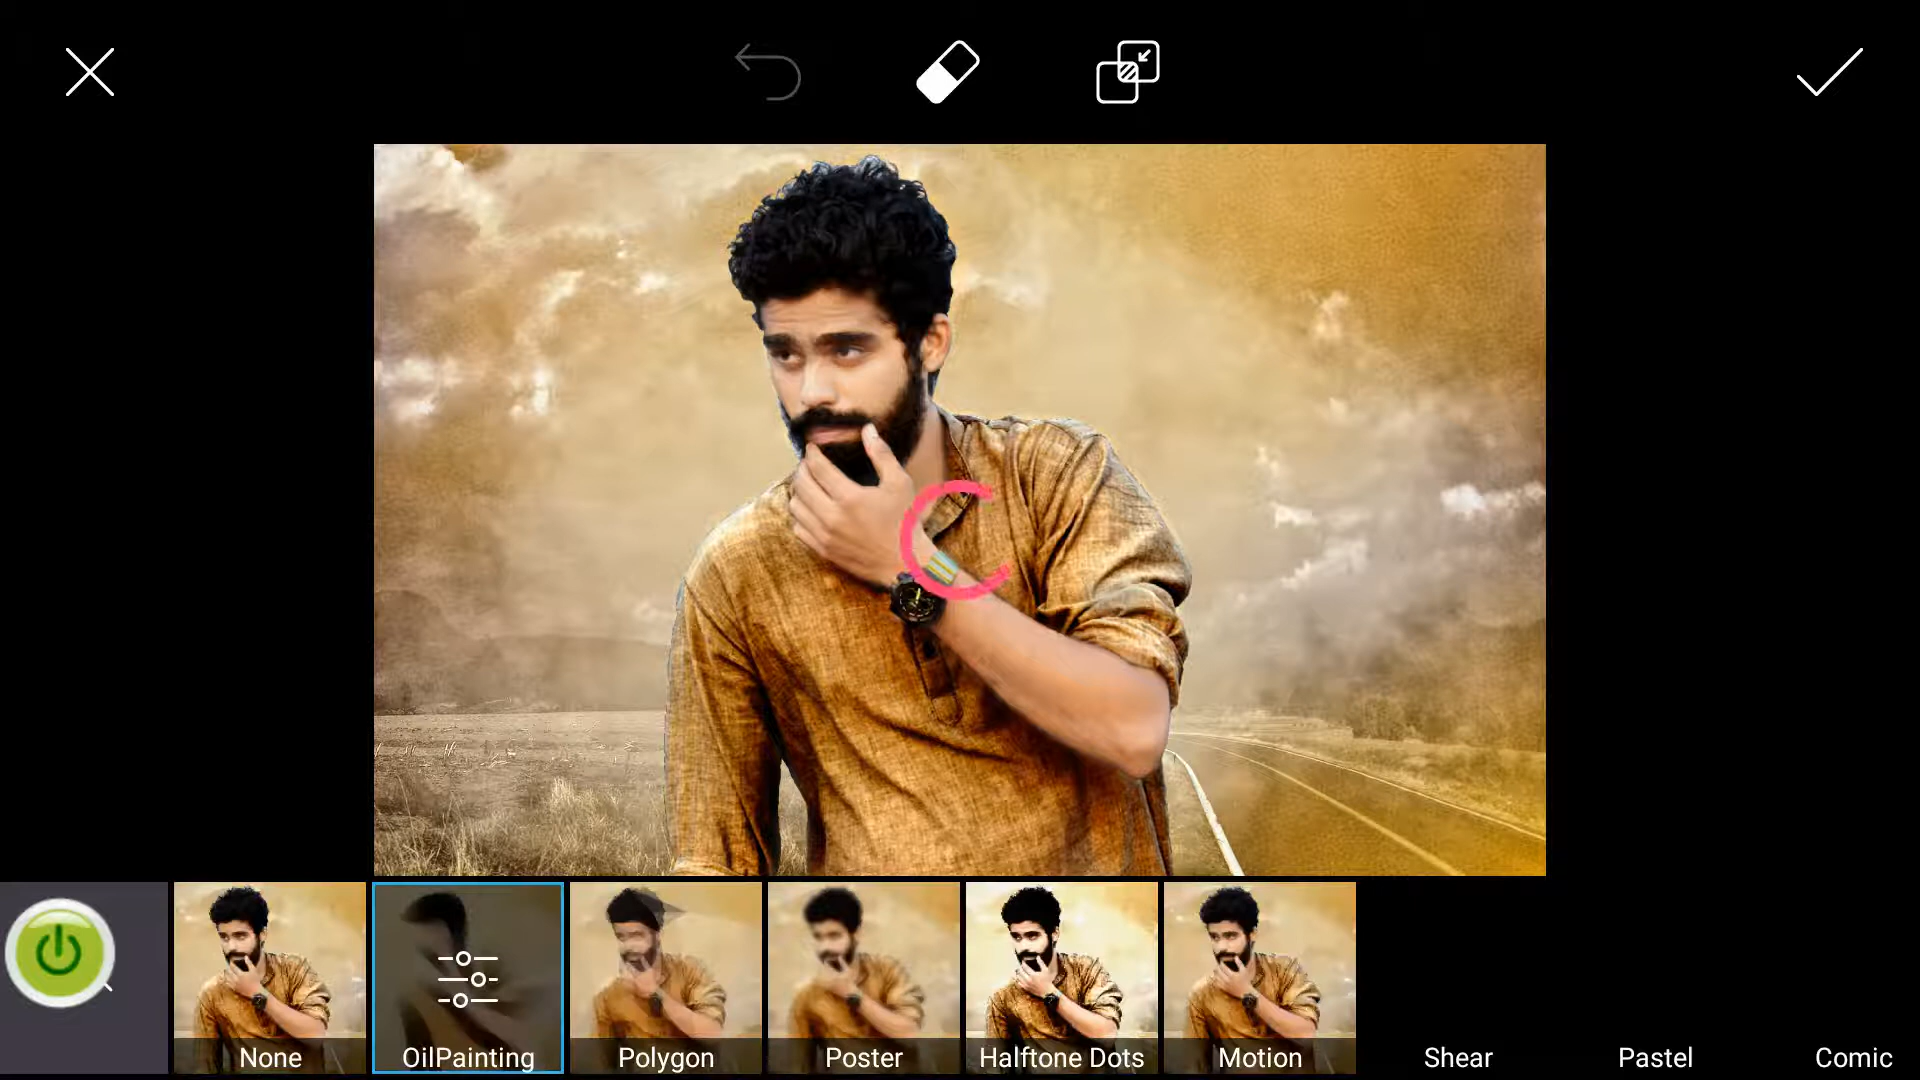 None
OilPainting
Polygon
Poster
Halftone Dots
Motion
Shear
Pastel
Comic